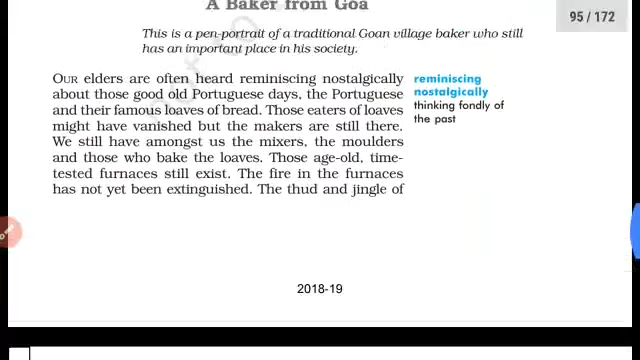 A Baker from Goa
95 / 172
This is a pen-portrait of a traditional Goan village baker who still
has an important place in his society.
OUR elders are often heard reminiscing nostalgically
about those good old Portuguese days, the Portuguese
and their famous loaves of bread. Those eaters of loaves
might have vanished but the makers are still there.
We still have amongst us the mixers, the moulders
and those who bake the loaves. Those age-old, time-
tested furnaces still exist. The fire in the furnaces
has not yet been extinguished. The thud and jingle of
reminiscing
nostalgically
thinking fondly of
the past
2018-19